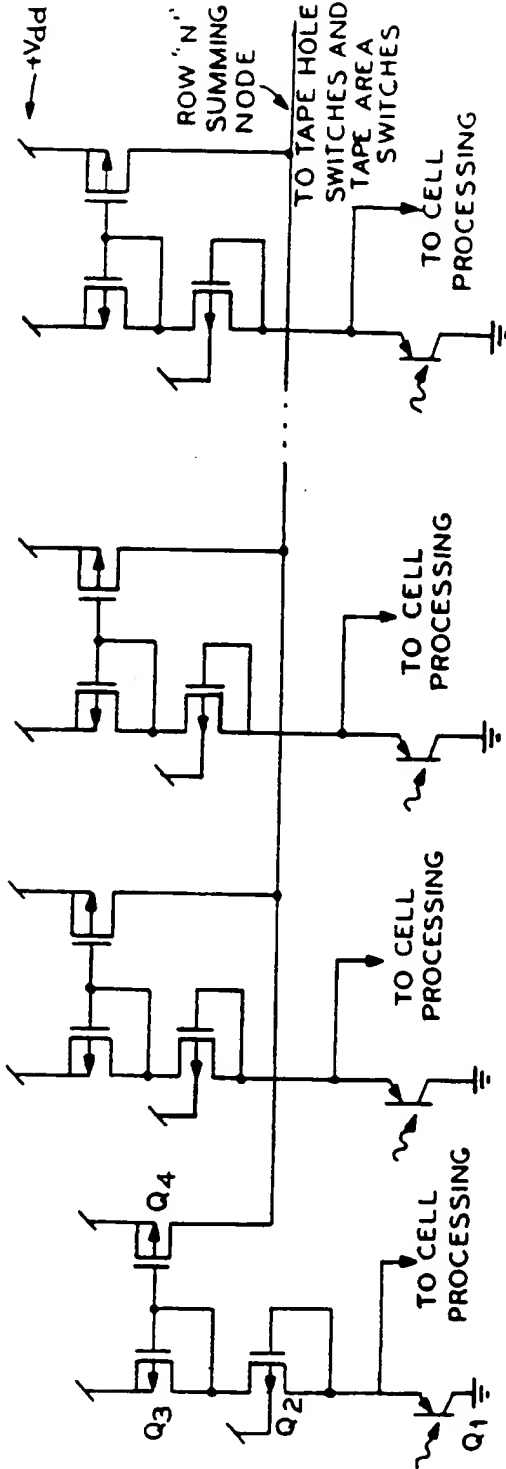 +Vdd
ROW "N"
SUMMING
NODE
TO TAPE HOLE
SWITCHES AND
TAPE AREA
SWITCHES
Q3
Q4
Q2
Q1
TO CELL
PROCESSING
TO CELL
PROCESSING
TO CELL
PROCESSING
TO CELL
PROCESSING